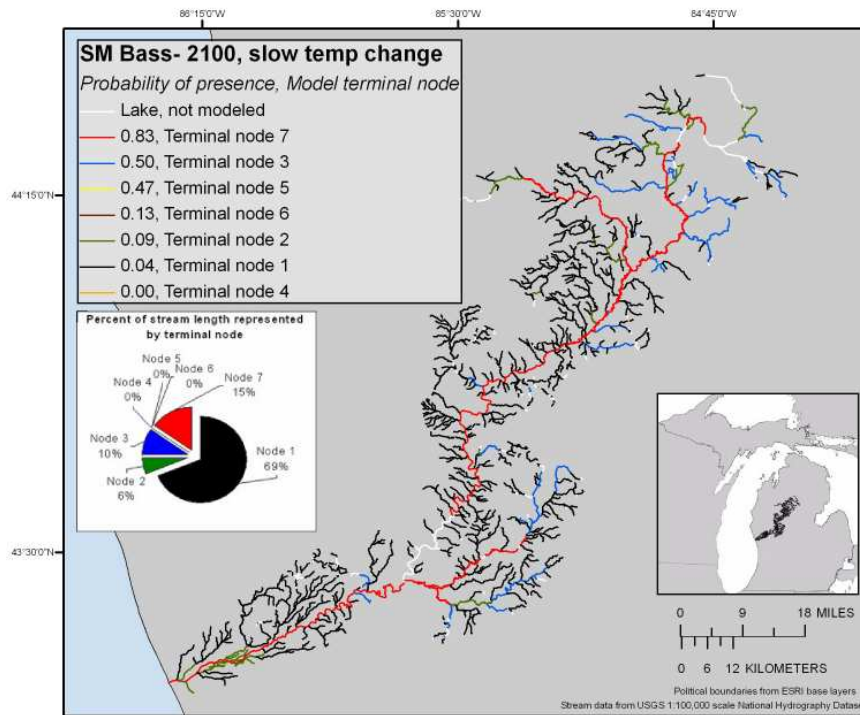 86°15'0"W 85°30'0"W 84°45'0"W
SM Bass- 2100, slow temp change
Probability of presence, Model terminal node
Lake, not modeled
0.83, Terminal node 7
0.50, Terminal node 3
0.47, Terminal node 5
0.13, Terminal node 6
0.09, Terminal node 2
0.04, Terminal node 1
0.00, Terminal node 4
44°15'0"N
Percent of stream length represented
by terminal node
Node 5
0%
Node 6
0%
Node 7
15%
Node 4
0%
Node 3
10%
Node 2
6%
Node 1
69%
43°30'0"N
0 9 18 MILES
0 6 12 KILOMETERS
Political boundaries from ESRI base layers
Stream data from USGS 1:100,000 scale National Hydrography Datase